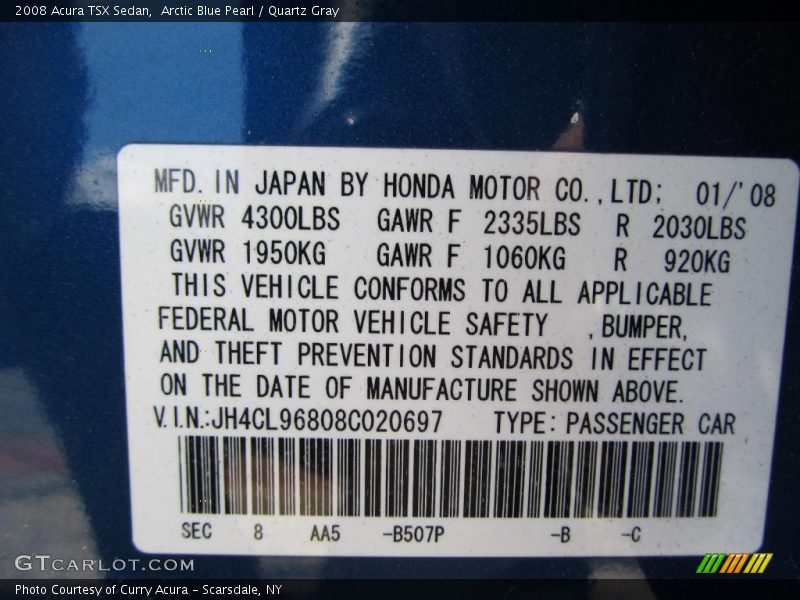 2008 Acura TSX Sedan,  Arctic Blue Pearl / Quartz Gray
MFD. IN JAPAN BY HONDA MOTOR CO.,LTD; 01/'08
GVWR 4300LBS GAWR F 2335LBS R 2030LBS
GVWR 1950KG GAWR F 1060KG R 920KG
THIS VEHICLE CONFORMS TO ALL APPLICABLE
FEDERAL MOTOR VEHICLE SAFETY ,BUMPER,
AND THEFT PREVENTION STANDARDS IN EFFECT
ON THE DATE OF MANUFACTURE SHOWN ABOVE.
V.I.N.:JH4CL96808C020697 TYPE: PASSENGER CAR
SEC 8 AA5 -B507P -B -C
GTCARLOT.COM
Photo Courtesy of Curry Acura - Scarsdale, NY